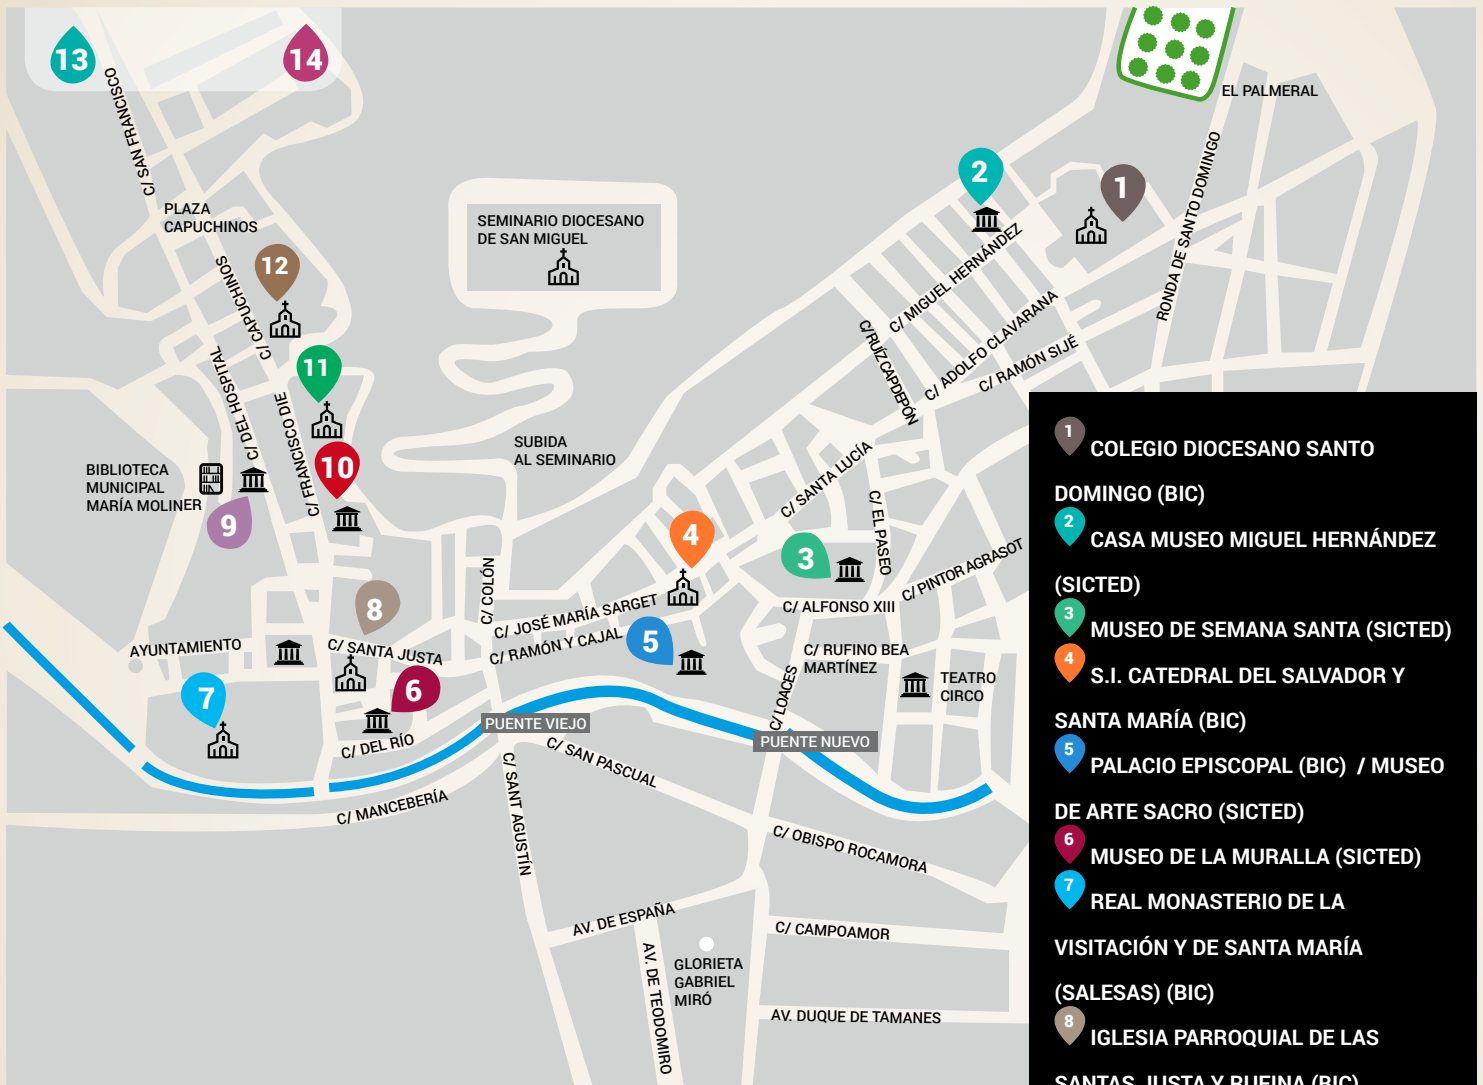 13
14
C/ SAN FRANCISCO
EL PALMERAL
RONDA DE SANTO DOMINGO
2
1
PLAZA
CAPUCHINOS
SEMINARIO DIOCESANO
DE SAN MIGUEL
C/ MIGUEL HERNÁNDEZ
12
C/ CAPUCHINOS
C/ ADOLFO CLAVARANA
C/ RAMÓN SIJÉ
C/ RUÍZ CAPDEPÓN
11
C/ DEL HOSPITAL
C/ FRANCISCO DIE
SUBIDA
AL SEMINARIO
C/ SANTA LUCÍA
BIBLIOTECA
MUNICIPAL
MARÍA MOLINER
10
9
C/ EL PASEO
4
3
C/ PINTOR AGRASOT
C/ COLÓN
8
C/ ALFONSO XIII
C/ JOSÉ MARÍA SARGET
C/ RAMÓN Y CAJAL
5
AYUNTAMIENTO
C/ SANTA JUSTA
C/ RUFINO BEA
MARTÍNEZ
TEATRO
CIRCO
7
6
C/ LOACES
PUENTE VIEJO
PUENTE NUEVO
C/ DEL RÍO
C/ SAN PASCUAL
C/ MANCEBERÍA
C/ SANT AGUSTÍN
C/ OBISPO ROCAMORA
AV. DE ESPAÑA
C/ CAMPOAMOR
AV. DE TEODOMIRO
GLORIETA
GABRIEL
MIRÓ
AV. DUQUE DE TAMANES
1 COLEGIO DIOCESANO SANTO
DOMINGO (BIC)
2 CASA MUSEO MIGUEL HERNÁNDEZ
(SICTED)
3 MUSEO DE SEMANA SANTA (SICTED)
4 S.I. CATEDRAL DEL SALVADOR Y
SANTA MARÍA (BIC)
5 PALACIO EPISCOPAL (BIC) / MUSEO
DE ARTE SACRO (SICTED)
6 MUSEO DE LA MURALLA (SICTED)
7 REAL MONASTERIO DE LA
VISITACIÓN Y DE SANTA MARÍA
(SALESAS) (BIC)
8 IGLESIA PARROQUIAL DE LAS
SANTAS JUSTA Y RUFINA (BIC)